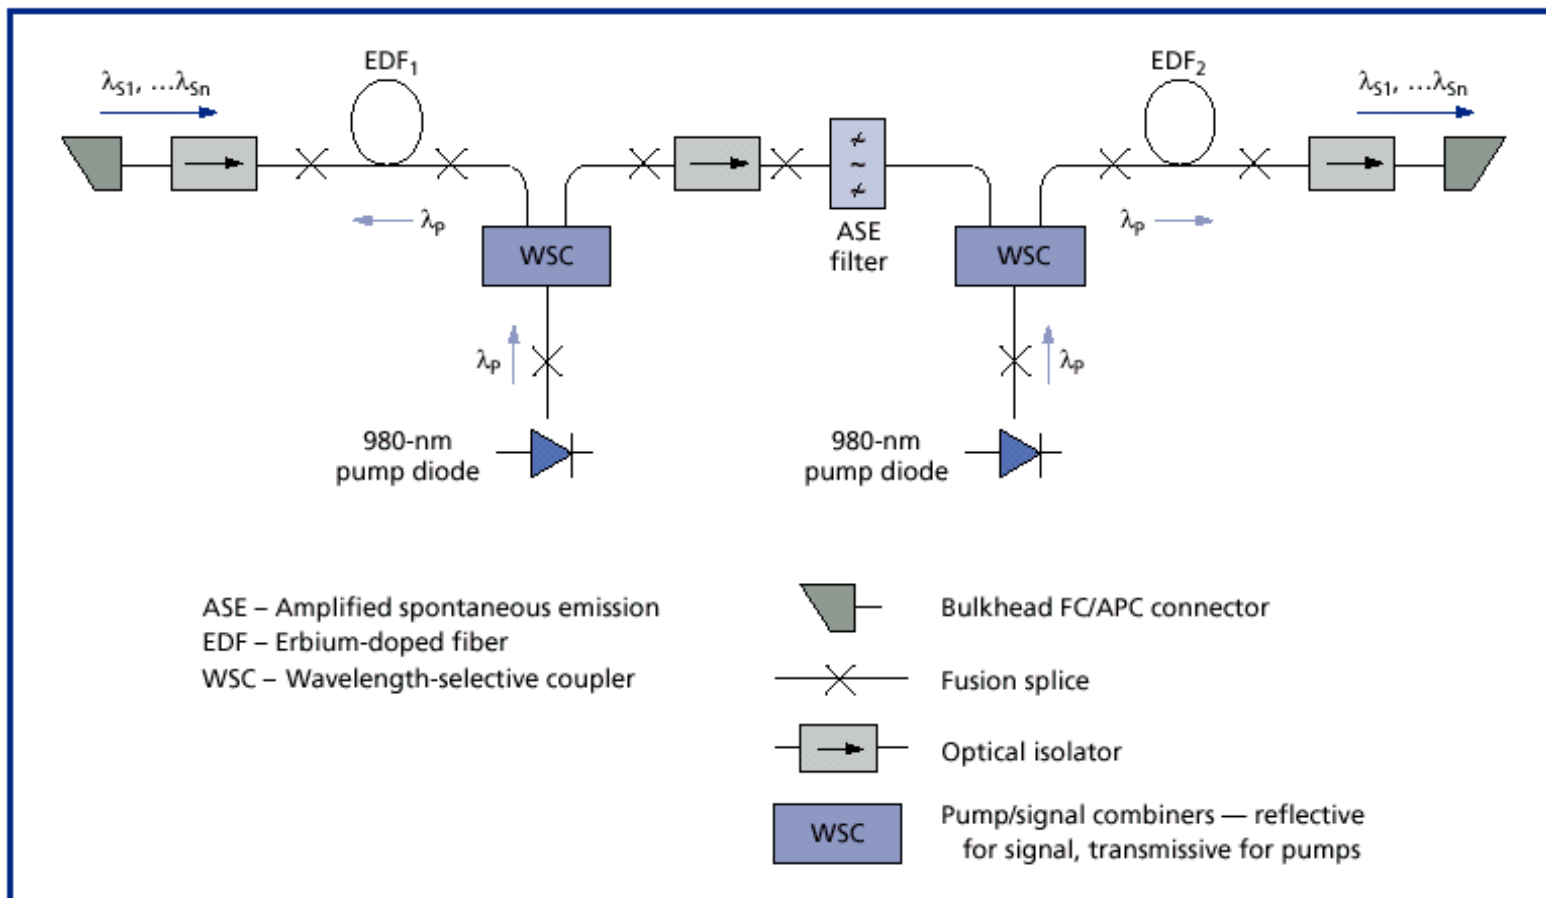 EDF₁
EDF₂
λS1, ...λSn
λS1, ...λSn
λP
λP
WSC
ASE
filter
WSC
λP
λP
980-nm
pump diode
980-nm
pump diode
ASE – Amplified spontaneous emission
EDF – Erbium-doped fiber
WSC – Wavelength-selective coupler
Bulkhead FC/APC connector
Fusion splice
Optical isolator
WSC
Pump/signal combiners — reflective
for signal, transmissive for pumps